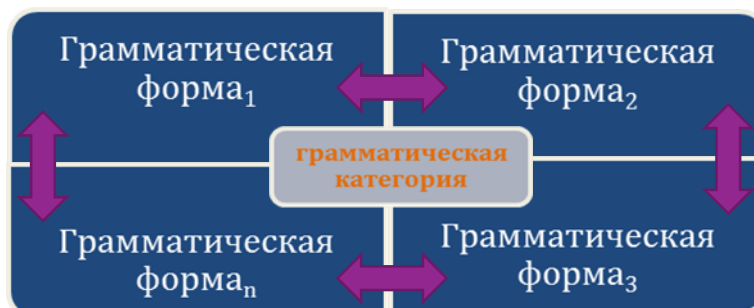 Грамматическая
форма₁
Грамматическая
форма₂
грамматическая
категория
Грамматическая
формаₙ
Грамматическая
форма₃